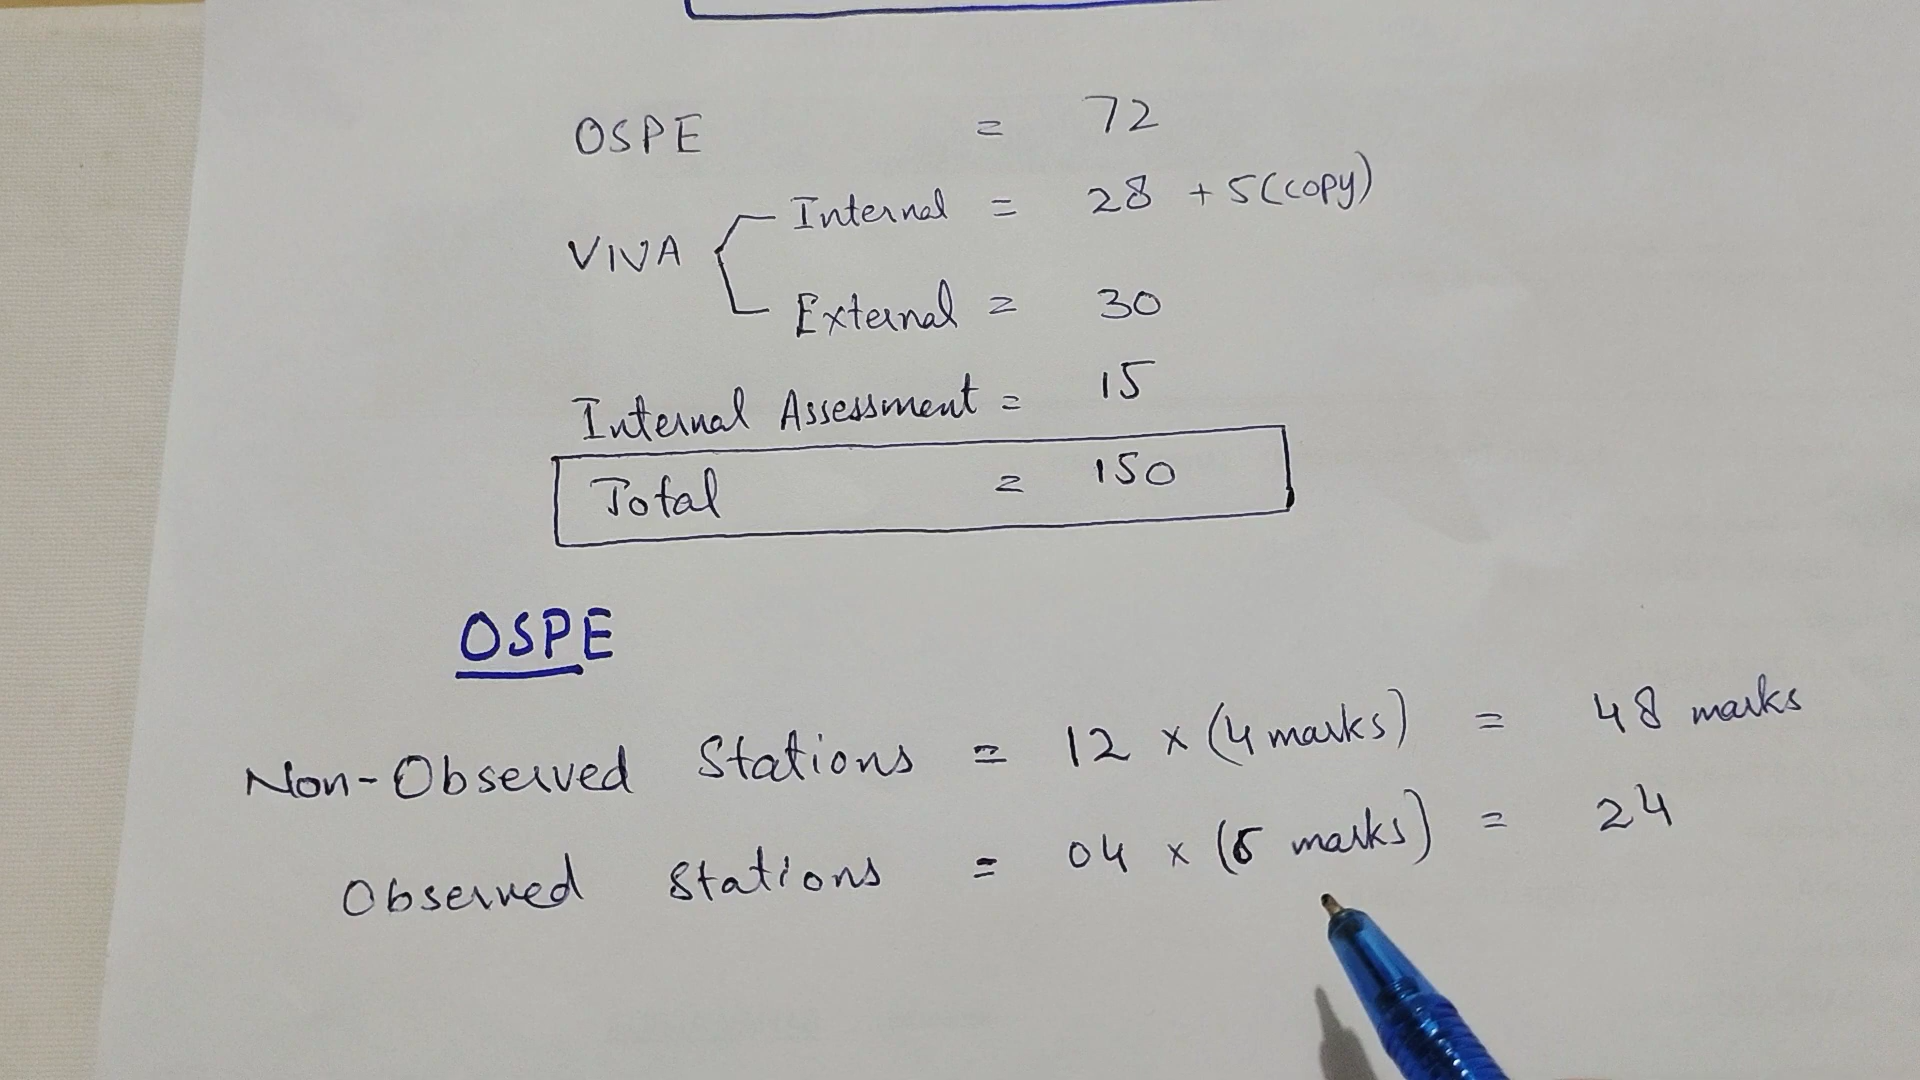 OSPE = 72
VIVA Internal = 28 + 5 (copy)
External = 30
Internal Assessment = 15
Total = 150
OSPE
Non-Observed Stations = 12 x (4 marks) = 48 marks
Observed stations = 04 x (6 marks) = 24